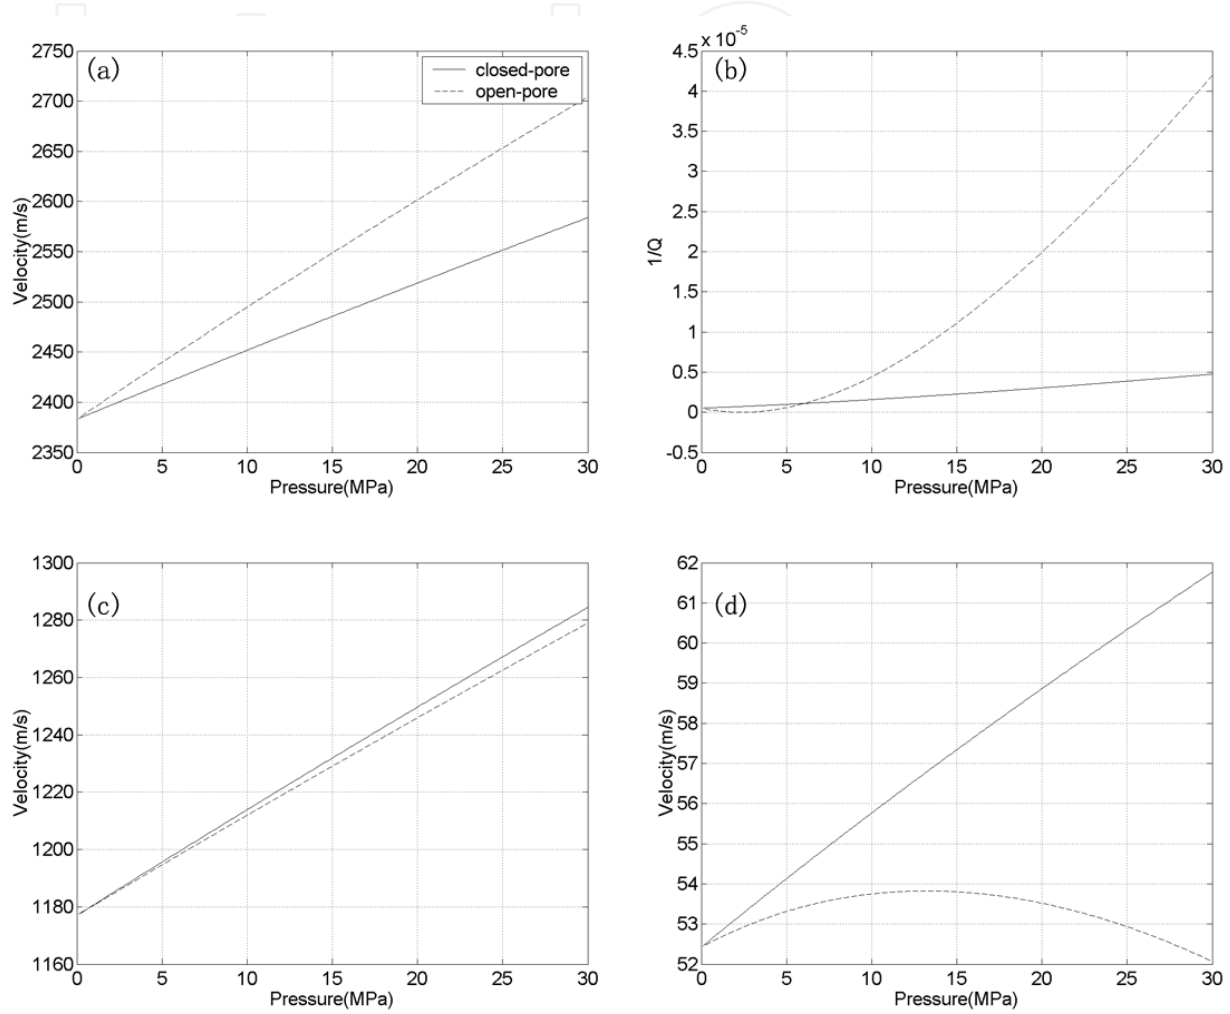 (a)
closed-pore
open-pore
2750
2700
2650
2600
2550
2500
2450
2400
2350
Velocity(m/s)
0 5 10 15 20 25 30
Pressure(MPa)
x 10^-5
(b)
4.5
4
3.5
3
2.5
2
1.5
1
0.5
0
-0.5
1/Q
0 5 10 15 20 25 30
Pressure(MPa)
(c)
1300
1280
1260
1240
1220
1200
1180
1160
Velocity(m/s)
0 5 10 15 20 25 30
Pressure(MPa)
(d)
62
61
60
59
58
57
56
55
54
53
52
Velocity(m/s)
0 5 10 15 20 25 30
Pressure(MPa)